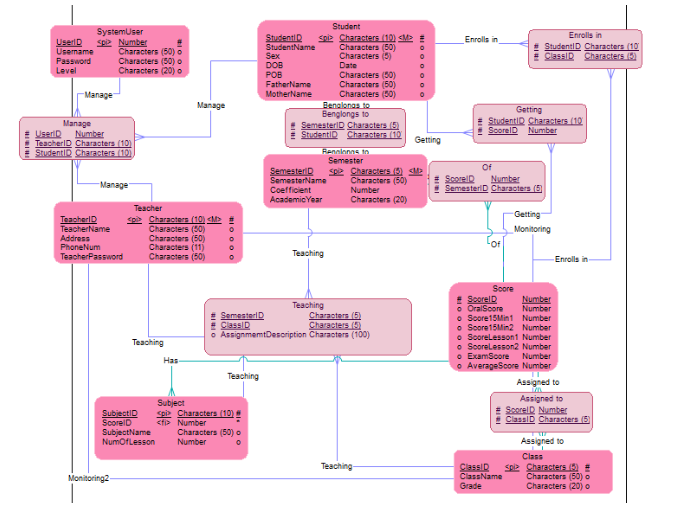 SystemUser
UserID <pi> Number #
Username Characters (50) o
Password Characters (50) o
Level Characters (20) o
Student
StudentID <pi> Characters (10) <M> #
StudentName Characters (50) o
Sex Characters (5) o
DOB Date o
POB Characters (50) o
FatherName Characters (50) o
MotherName Characters (50) o
Enrolls in
Enrolls in
# StudentID Characters (10
# ClassID Characters (5)
Manage
Manage
Manage
# UserID Number
# TeacherID Characters (10)
# StudentID Characters (10)
Manage
Benglongs to
Benglongs to
# SemesterID Characters (5)
# StudentID Characters (10
Benglongs to
Getting
Getting
# StudentID Characters (10
# ScoreID Number
Semester
SemesterID <pi> Characters (5) <M>
SemesterName Characters (50)
Coefficient Number
AcademicYear Characters (20)
Of
# ScoreID Number
# SemesterID Characters (5)
Teacher
TeacherID <pi> Characters (10) <M> #
TeacherName Characters (50) o
Address Characters (50) o
PhoneNum Characters (11) o
TeacherPassword Characters (50) o
Getting
Monitoring
Of
Teaching
Enrolls in
Score
# ScoreID Number
o OralScore Number
o Score15Min1 Number
o Score15Min2 Number
o ScoreLesson1 Number
o ScoreLesson2 Number
o ExamScore Number
o AverageScore Number
Teaching
# SemesterID Characters (5)
# ClassID Characters (5)
o AssignmemtDescription Characters (100)
Teaching
Has
Teaching
Assigned to
Assigned to
# ScoreID Number
# ClassID Characters (5)
Assigned to
Subject
SubjectID <pi> Characters (10) #
ScoreID <fi> Number *
SubjectName Characters (50) o
NumOfLesson Number o
Teaching
Monitoring2
Class
ClassID <pi> Characters (5) #
ClassName Characters (50) o
Grade Characters (20) o